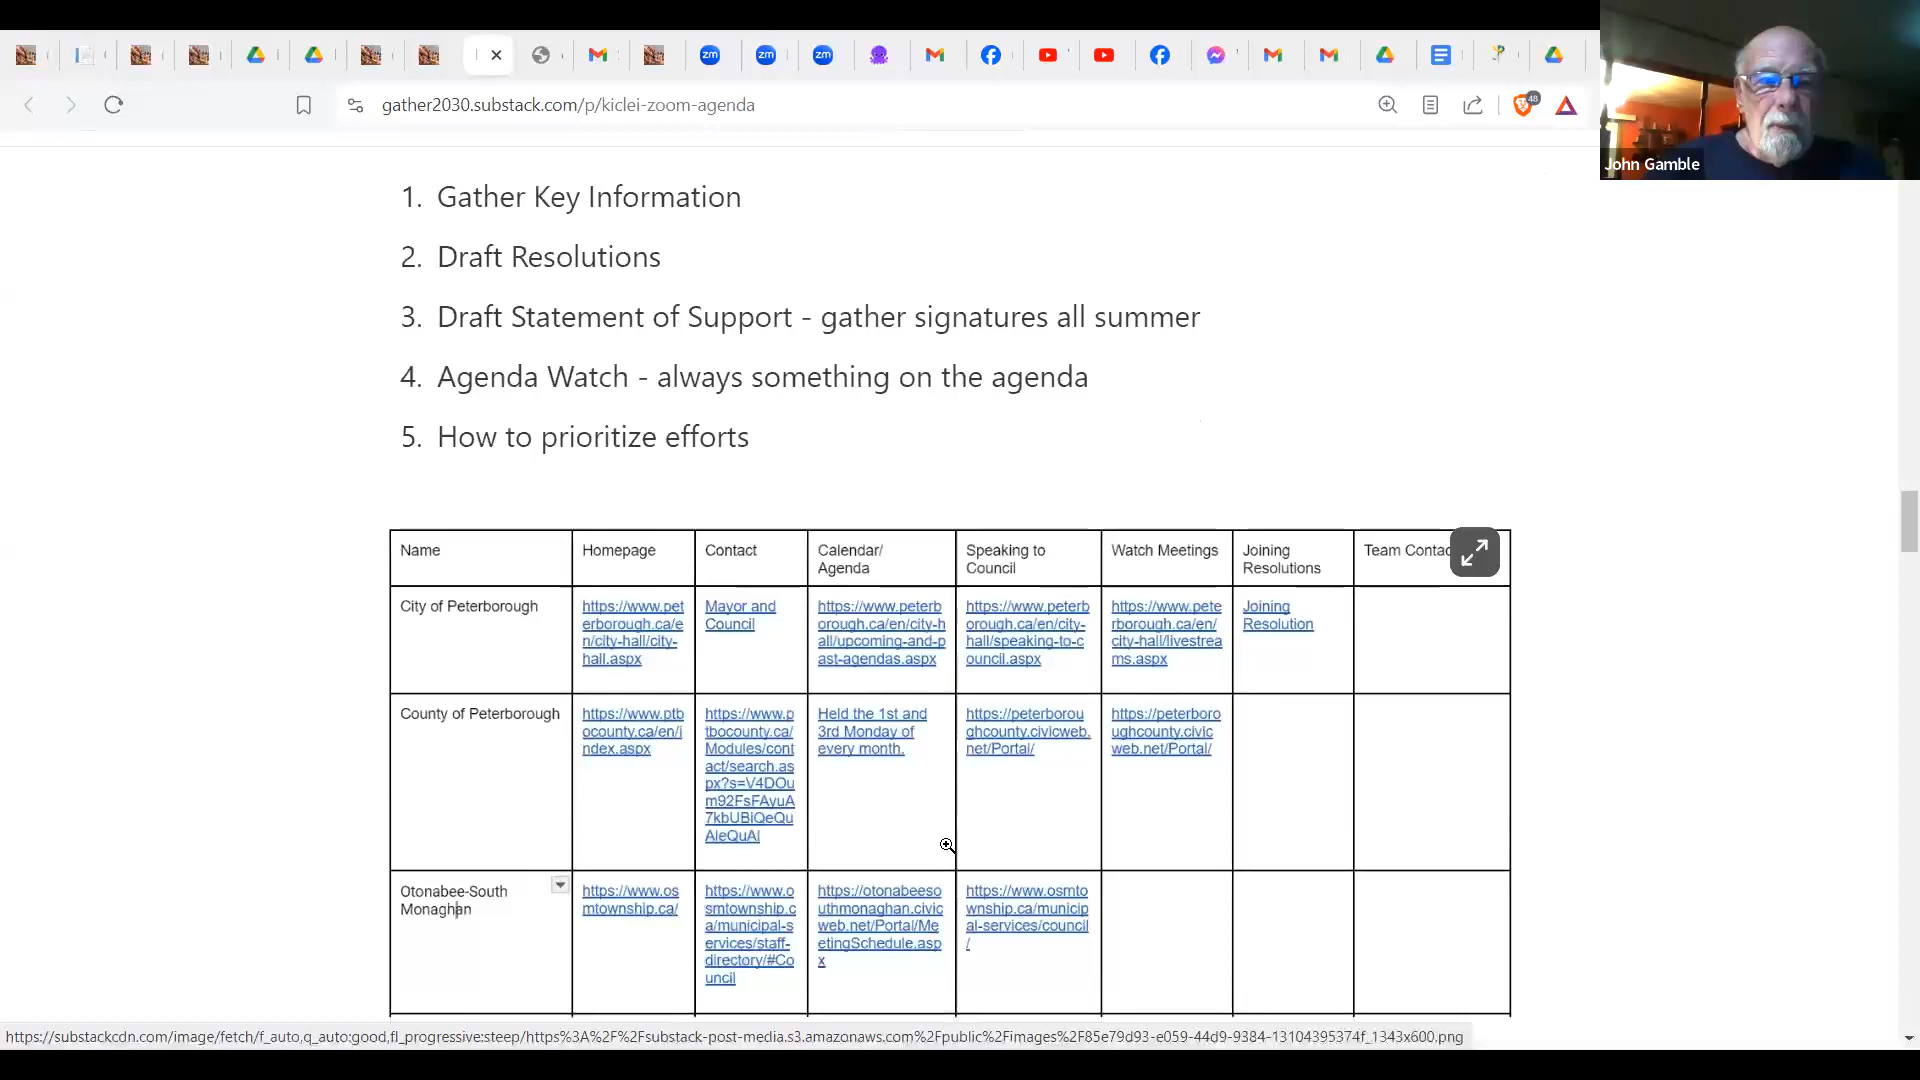 zm
zm
zm
gather2030.substack.com/p/kiclei-zoom-agenda
48
John Gamble
1. Gather Key Information
2. Draft Resolutions
3. Draft Statement of Support - gather signatures all summer
4. Agenda Watch - always something on the agenda
5. How to prioritize efforts
Name
Homepage
Contact
Calendar/
Agenda
Speaking to
Council
Watch Meetings
Joining
Resolutions
Team
City of Peterborough
https://www.pet
erborough.ca/e
n/city-hall/city-
hall.aspx
Mayor and
Council
https://www.peterb
orough.ca/en/city-h
all/upcoming-and-p
ast-agendas.aspx
https://www.peterb
orough.ca/en/city-
hall/speaking-to-c
ouncil.aspx
https://www.pete
rborough.ca/en/
city-hall/livestrea
ms.aspx
Joining
Resolution
County of Peterborough
https://www.ptb
ocounty.ca/en/i
ndex.aspx
https://www.p
tbocounty.ca/
Modules/cont
act/search.as
px?s=V4DOu
m92FsFAyuA
7kbUBiQeQu
AleQuAl
Held the 1st and
3rd Monday of
every month.
https://peterborou
ghcounty.civicweb.
net/Portal/
https://peterboro
ughcounty.civic
web.net/Portal/
Otonabee-South
Monaghan
https://www.os
mtownship.ca/
https://www.o
smtownship.c
a/municipal-s
ervices/staff-
directory/#Co
uncil
https://otonabeeso
uthmonaghan.civic
web.net/Portal/Me
etingSchedule.asp
x
https://www.osmto
wnship.ca/municip
al-services/council
/
https://substackcdn.com/image/fetch/f_auto,q_auto:good,fl_progressive:steep/https%3A%2F%2Fsubstack-post-media.s3.amazonaws.com%2Fpublic%2Fimages%2F85e79d93-e059-44d9-9384-13104395374f_1343x600.png